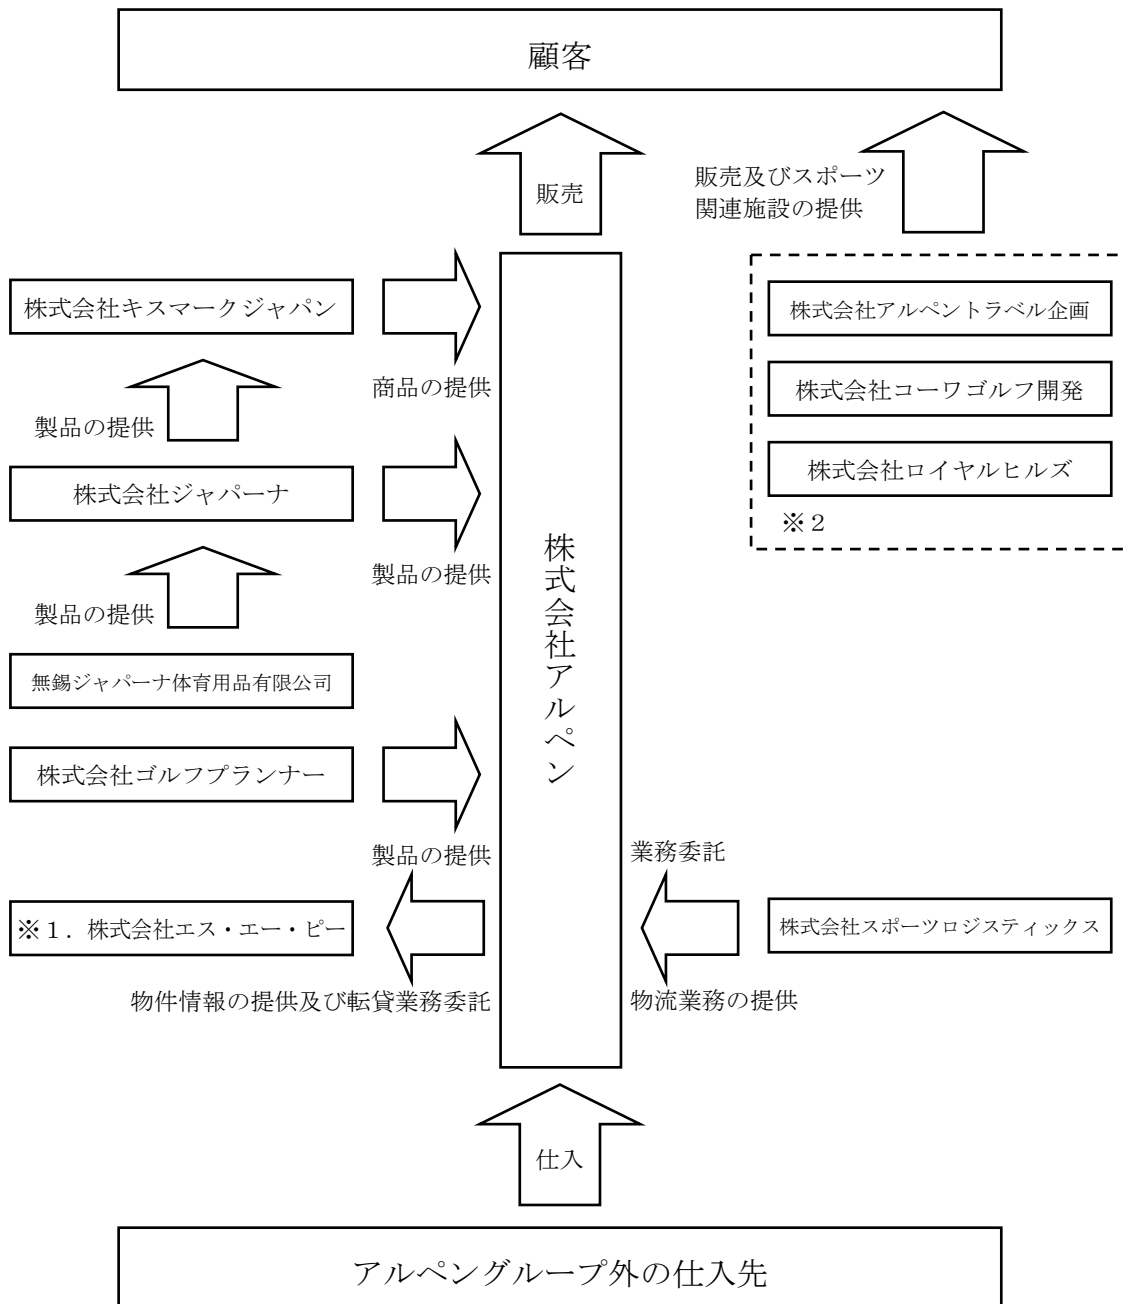 顧客
販売
販売及びスポーツ
関連施設の提供
株式会社キスマークジャパン
商品の提供
株式会社アルペントラベル企画
製品の提供
株式会社コーワゴルフ開発
株式会社ジャパーナ
製品の提供
株式会社ロイヤルヒルズ
※2
製品の提供
株式会社アルペン
無錫ジャパーナ体育用品有限公司
株式会社ゴルフプランナー
製品の提供
業務委託
※1．株式会社エス・エー・ピー
株式会社スポーツロジスティックス
物件情報の提供及び転貸業務委託
物流業務の提供
仕入
アルペングループ外の仕入先